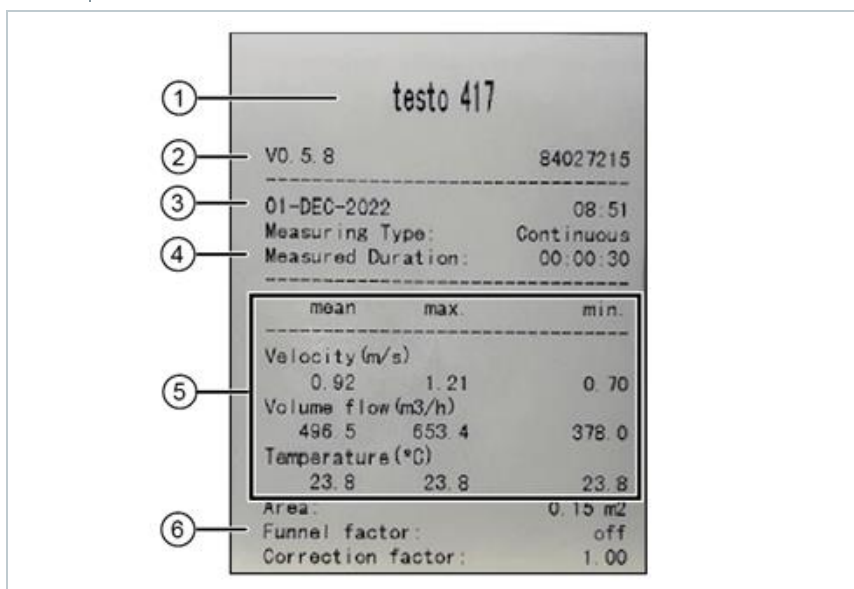 testo 417
① 
② V0.5.8 84027215
③ 01-DEC-2022 08:51
Measuring Type: Continuous
④ Measured Duration: 00:00:30
mean max. min.
Velocity(m/s)
0.92 1.21 0.70
⑤
Volume flow(m3/h)
496.5 653.4 378.0
Temperature(°C)
23.8 23.8 23.8
Area: 0.15 m2
⑥ Funnel factor: off
Correction factor: 1.00